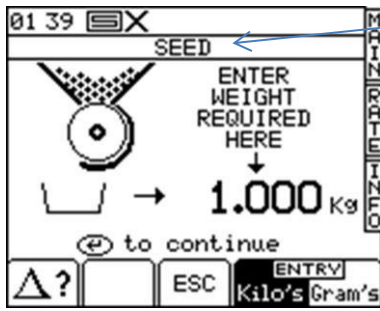 01 39
SEED
ENTER
WEIGHT
REQUIRED
HERE
1.000 Kg
to continue
? ESC ENTRY
Kilo's Gram's
MAIN
RATE
INFO